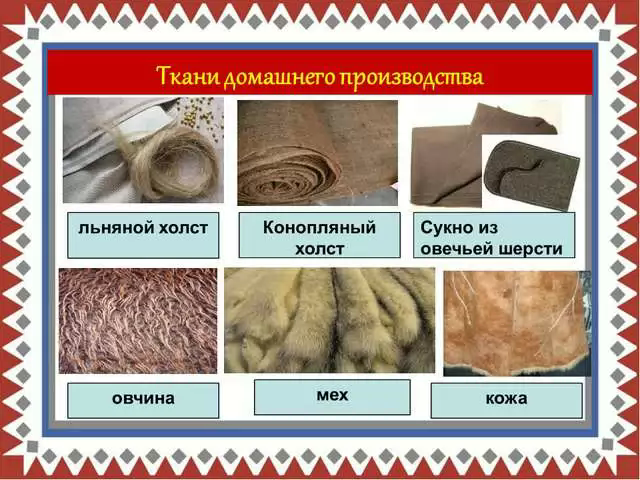 Ткани домашнего производства
льняной холст
Конопляный
холст
Сукно из
овечьей шерсти
овчина
мех
кожа